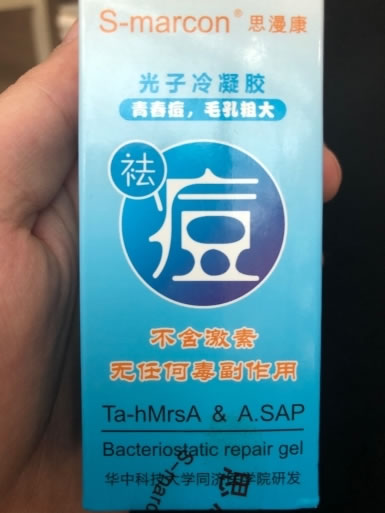 S-marcon® 思漫康
光子冷凝胶
青春痘,毛孔粗大
祛
痘
不含激素
无任何毒副作用
Ta-hMrsA & A.SAP
Bacteriostatic repair gel
华中科技大学同济医学院研发
S-marc
思